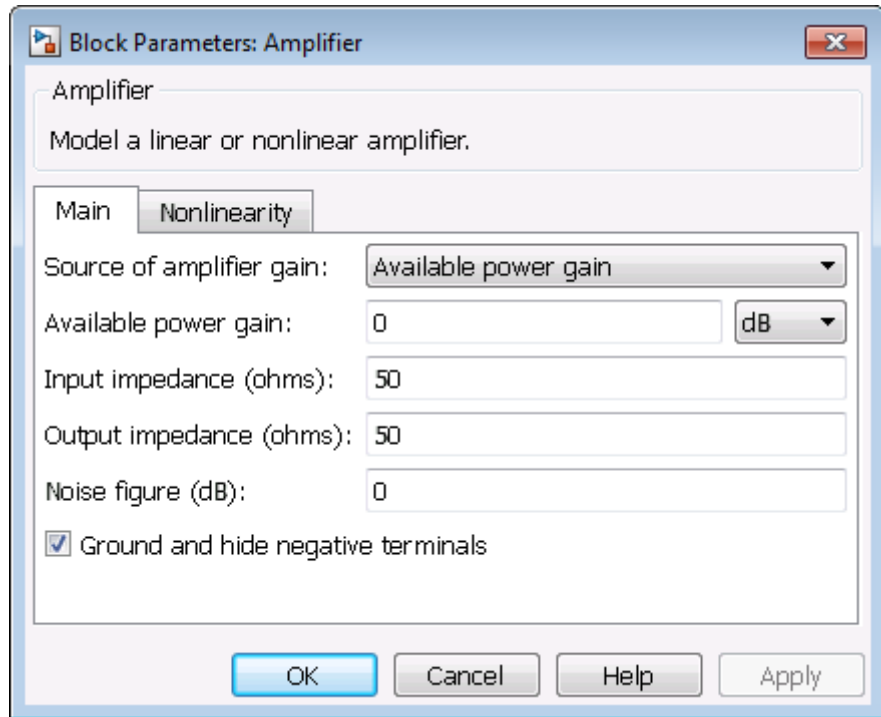 Block Parameters: Amplifier
Amplifier
Model a linear or nonlinear amplifier.
Main Nonlinearity
Source of amplifier gain: Available power gain
Available power gain: 0 dB
Input impedance (ohms): 50
Output impedance (ohms): 50
Noise figure (dB): 0
Ground and hide negative terminals
OK Cancel Help Apply